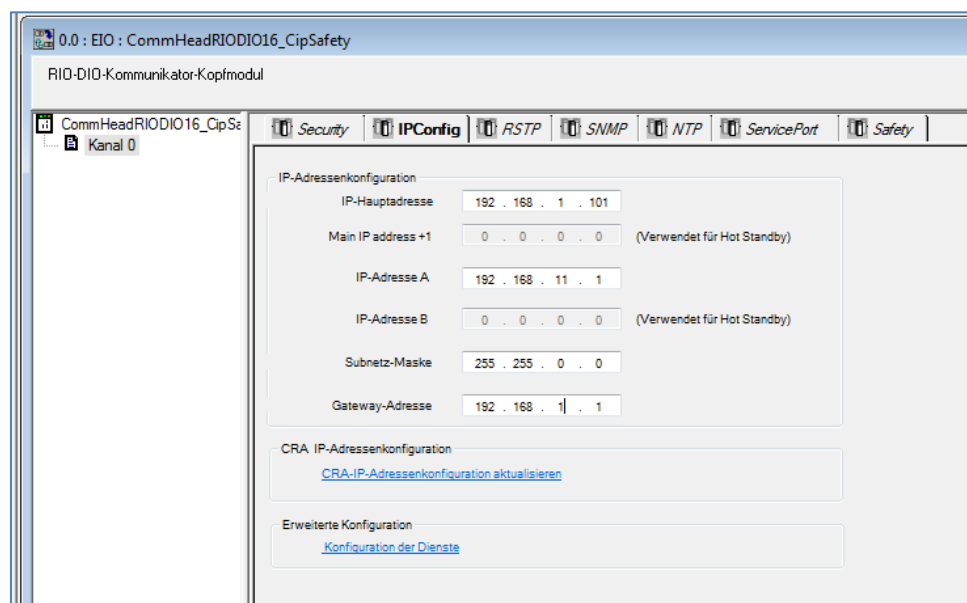 0.0 : EIO : CommHeadRIODIO16_CipSafety
RIO-DIO-Kommunikator-Kopfmodul
CommHeadRIODIO16_CipSa
Kanal 0
Security IPConfig RSTP SNMP NTP ServicePort Safety
IP-Adressenkonfiguration
IP-Hauptadresse 192 . 168 . 1 . 101
Main IP address +1 0 . 0 . 0 . 0 (Verwendet für Hot Standby)
IP-Adresse A 192 . 168 . 11 . 1
IP-Adresse B 0 . 0 . 0 . 0 (Verwendet für Hot Standby)
Subnetz-Maske 255 . 255 . 0 . 0
Gateway-Adresse 192 . 168 . 1 . 1
CRA IP-Adressenkonfiguration
CRA-IP-Adressenkonfiguration aktualisieren
Erweiterte Konfiguration
Konfiguration der Dienste